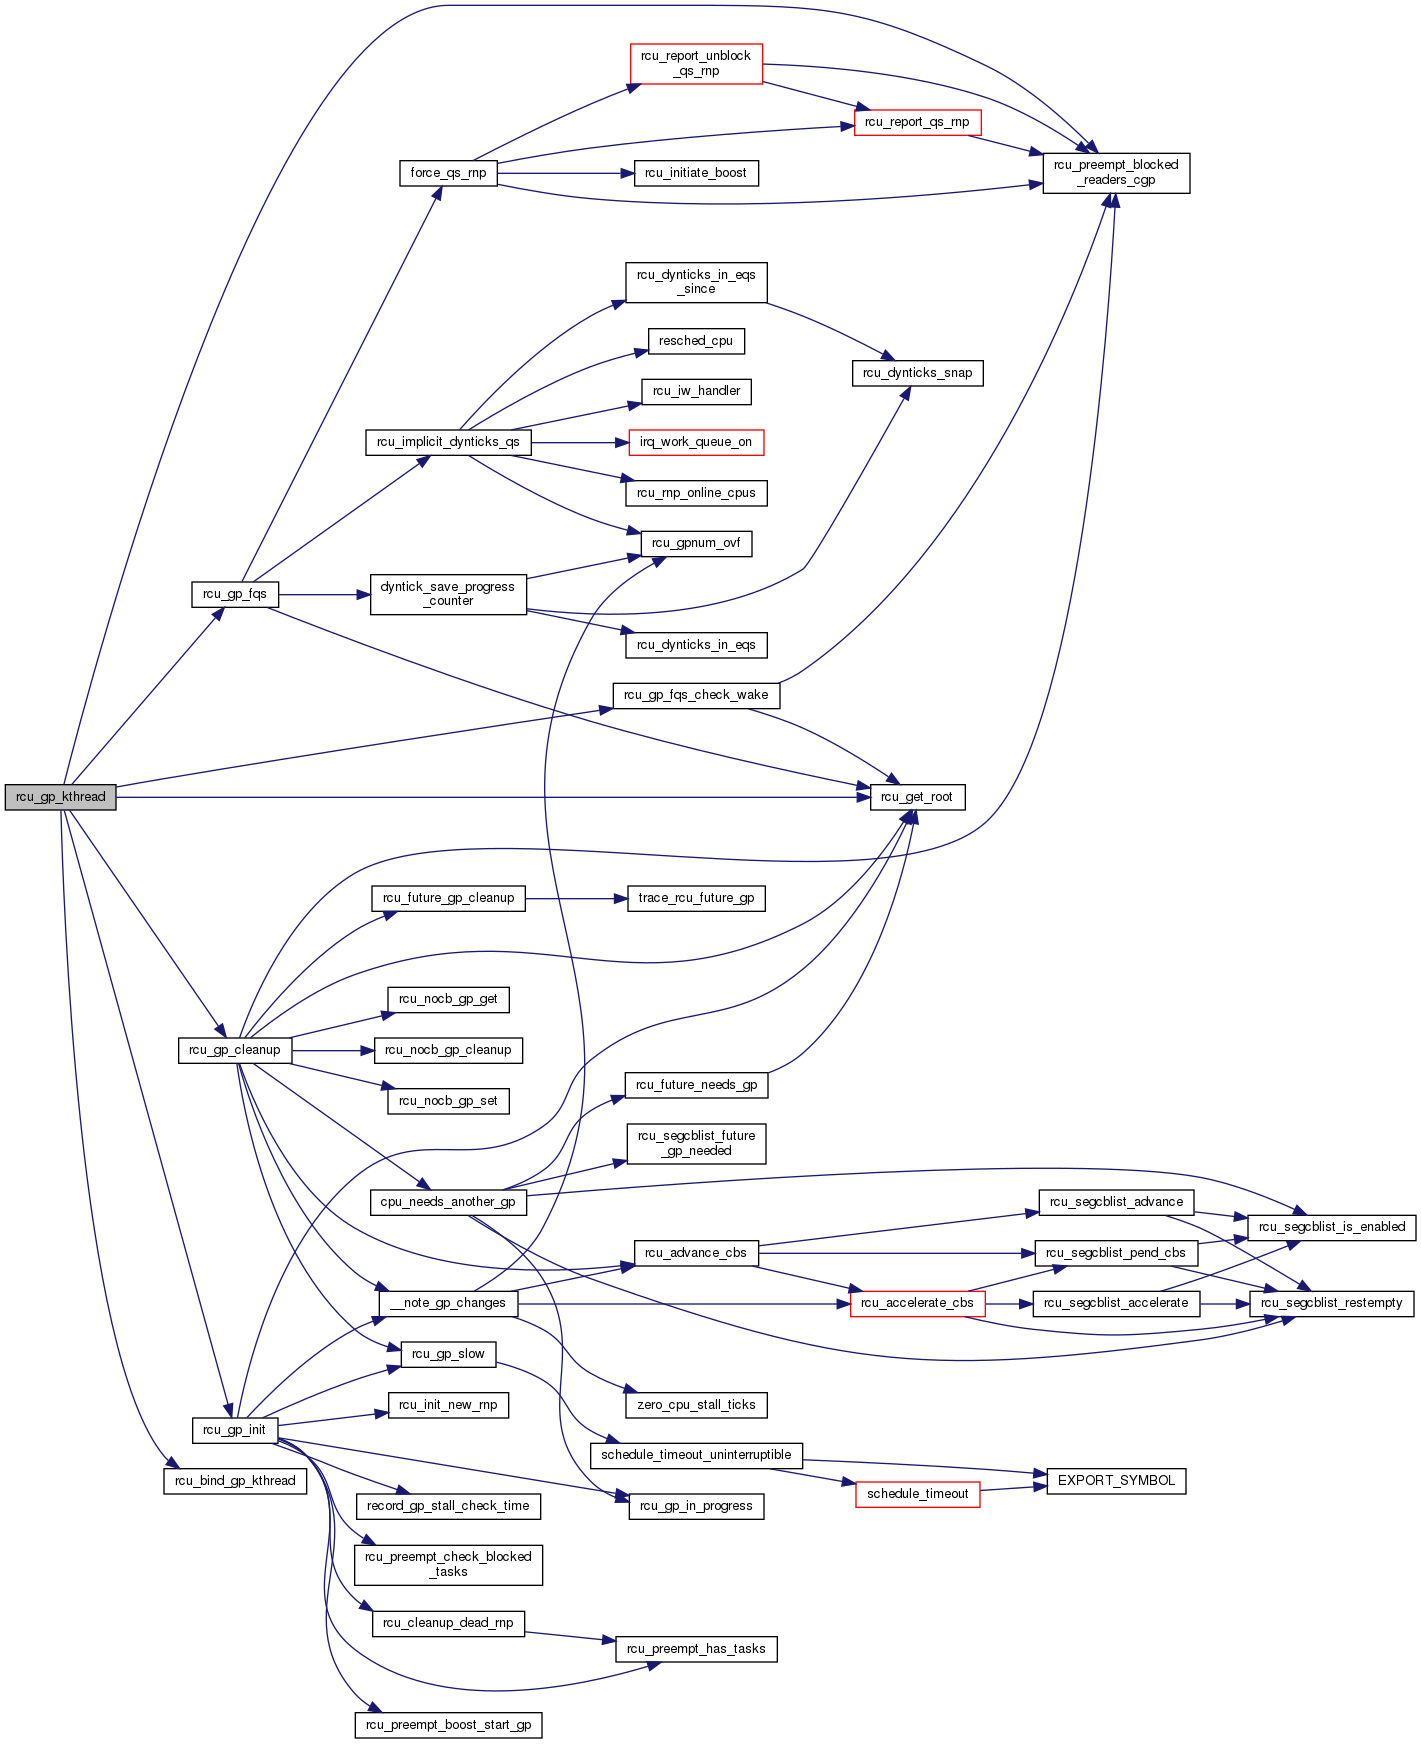 rcu_report_unblock
_qs_rnp
rcu_report_qs_rnp
rcu_preempt_blocked
_readers_cgp
force_qs_rnp
rcu_initiate_boost
rcu_dynticks_in_eqs
_since
resched_cpu
rcu_dynticks_snap
rcu_iw_handler
rcu_implicit_dynticks_qs
irq_work_queue_on
rcu_rnp_online_cpus
rcu_gpnum_ovf
rcu_gp_fqs
dyntick_save_progress
_counter
rcu_dynticks_in_eqs
rcu_gp_fqs_check_wake
rcu_gp_kthread
rcu_get_root
rcu_future_gp_cleanup
trace_rcu_future_gp
rcu_nocb_gp_get
rcu_gp_cleanup
rcu_nocb_gp_cleanup
rcu_nocb_gp_set
rcu_future_needs_gp
rcu_segcblist_future
_gp_needed
cpu_needs_another_gp
rcu_segcblist_advance
rcu_segcblist_is_enabled
rcu_advance_cbs
rcu_segcblist_pend_cbs
__note_gp_changes
rcu_accelerate_cbs
rcu_segcblist_accelerate
rcu_segcblist_restempty
rcu_gp_slow
rcu_init_new_rnp
zero_cpu_stall_ticks
rcu_gp_init
schedule_timeout_uninterruptible
rcu_bind_gp_kthread
EXPORT_SYMBOL
schedule_timeout
record_gp_stall_check_time
rcu_gp_in_progress
rcu_preempt_check_blocked
_tasks
rcu_cleanup_dead_rnp
rcu_preempt_has_tasks
rcu_preempt_boost_start_gp